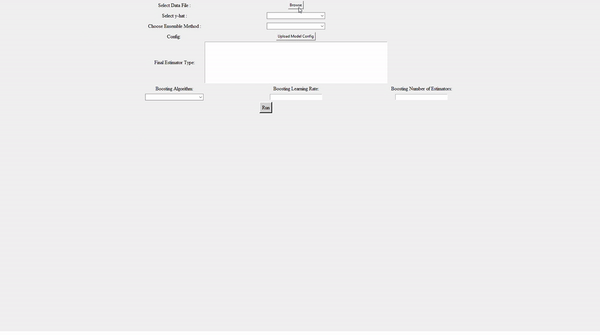 Select Data File :
Browse
Select y-hat :
Choose Ensemble Method :
Config:
Upload Model Config
Final Estimator Type:
Boosting Algorithm:
Boosting Learning Rate:
Boosting Number of Estimators:
Run